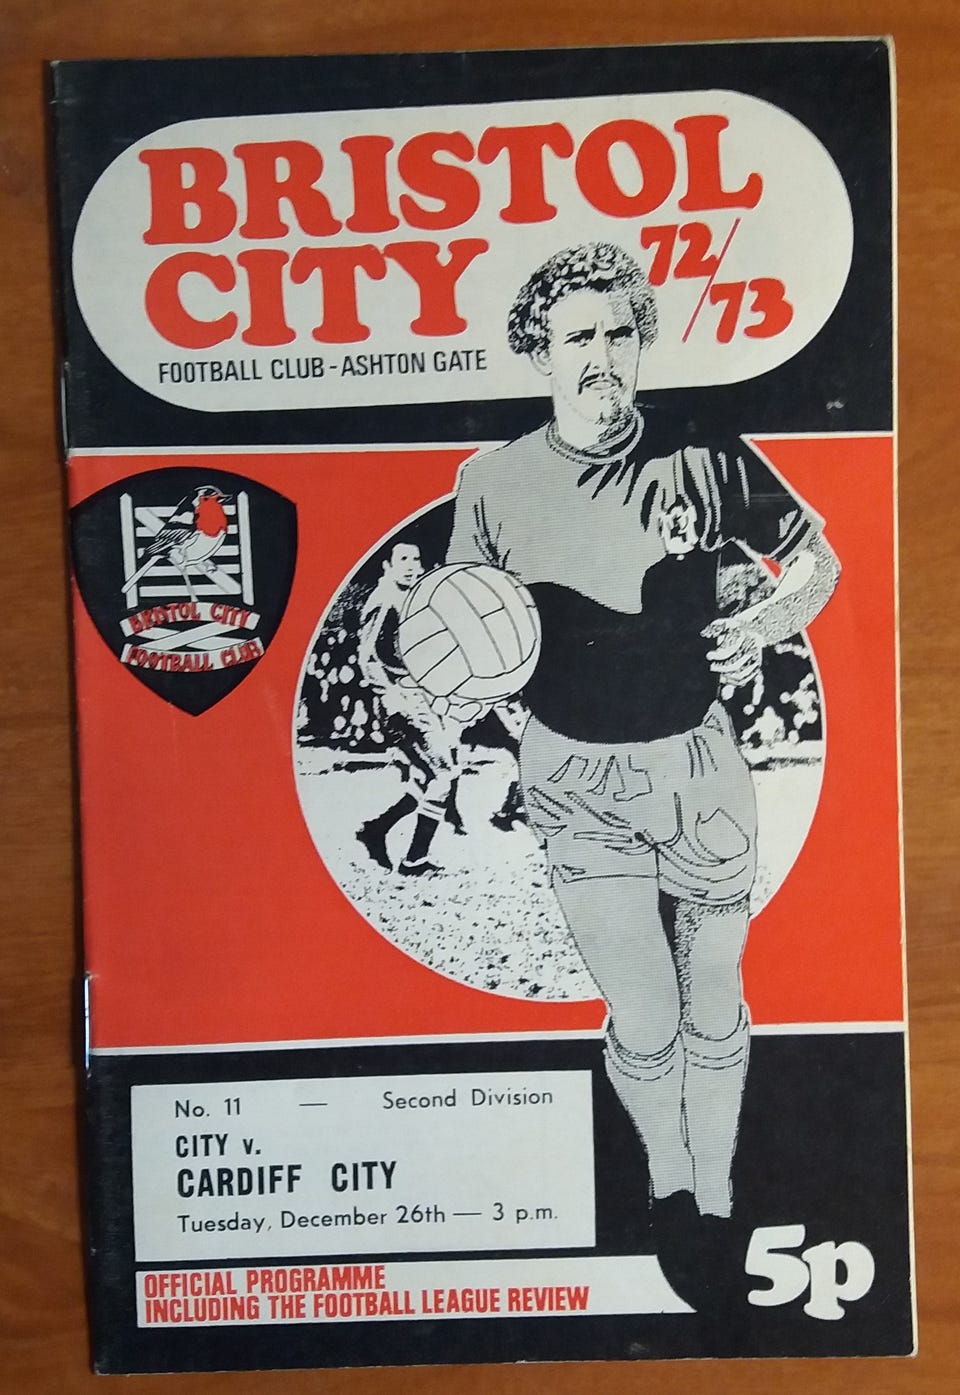 BRISTOL
CITY
72/73
FOOTBALL CLUB - ASHTON GATE
BRISTOL CITY
FOOTBALL CLUB
No. 11 — Second Division
CITY v.
CARDIFF CITY
Tuesday, December 26th — 3 p.m.
OFFICIAL PROGRAMME
INCLUDING THE FOOTBALL LEAGUE REVIEW
5p